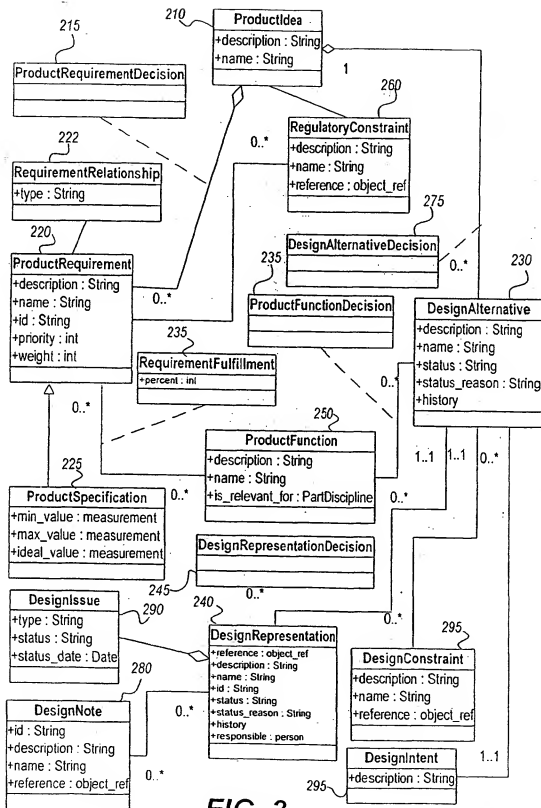 210
ProductIdea
+description : String
+name : String
1
215
ProductRequirementDecision
260
RegulatoryConstraint
+description : String
+name : String
+reference : object_ref
0..*
222
RequirementRelationship
+type : String
275
DesignAlternativeDecision
0..*
220
ProductRequirement
+description : String
+name : String
+id : String
+priority : int
+weight : int
0..*
235
ProductFunctionDecision
230
DesignAlternative
+description : String
+name : String
+status : String
+status_reason : String
+history
235
RequirementFulfillment
+percent : int
0..*
250
ProductFunction
+description : String
+name : String
+is_relevant_for : PartDiscipline
0..*
0..*
1..1
1..1
0..*
225
ProductSpecification
+min_value : measurement
+max_value : measurement
+ideal_value : measurement
DesignRepresentationDecision
245
0..*
290
DesignIssue
+type : String
+status : String
+status_date : Date
240
DesignRepresentation
+reference : object_ref
+description : String
+name : String
+id : String
+status : String
+status_reason : String
+history
+responsible : person
0..*
0..*
0..*
280
DesignNote
+id : String
+description : String
+name : String
+reference : object_ref
295
DesignConstraint
+description : String
+name : String
+reference : object_ref
DesignIntent
+description : String
295
1..1